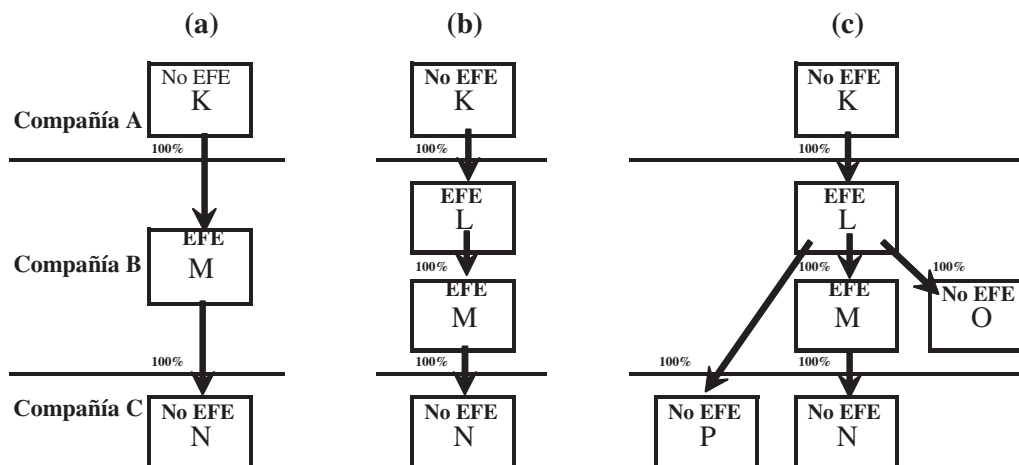 (a) (b) (c)
No EFE No EFE No EFE
K K K
Compañía A
100% 100% 100%
EFE EFE
L L
EFE
Compañía B M
100% 100% 100%
EFE EFE No EFE
M M O
100% 100% 100% 100%
Compañía C
No EFE No EFE No EFE No EFE
N N P N